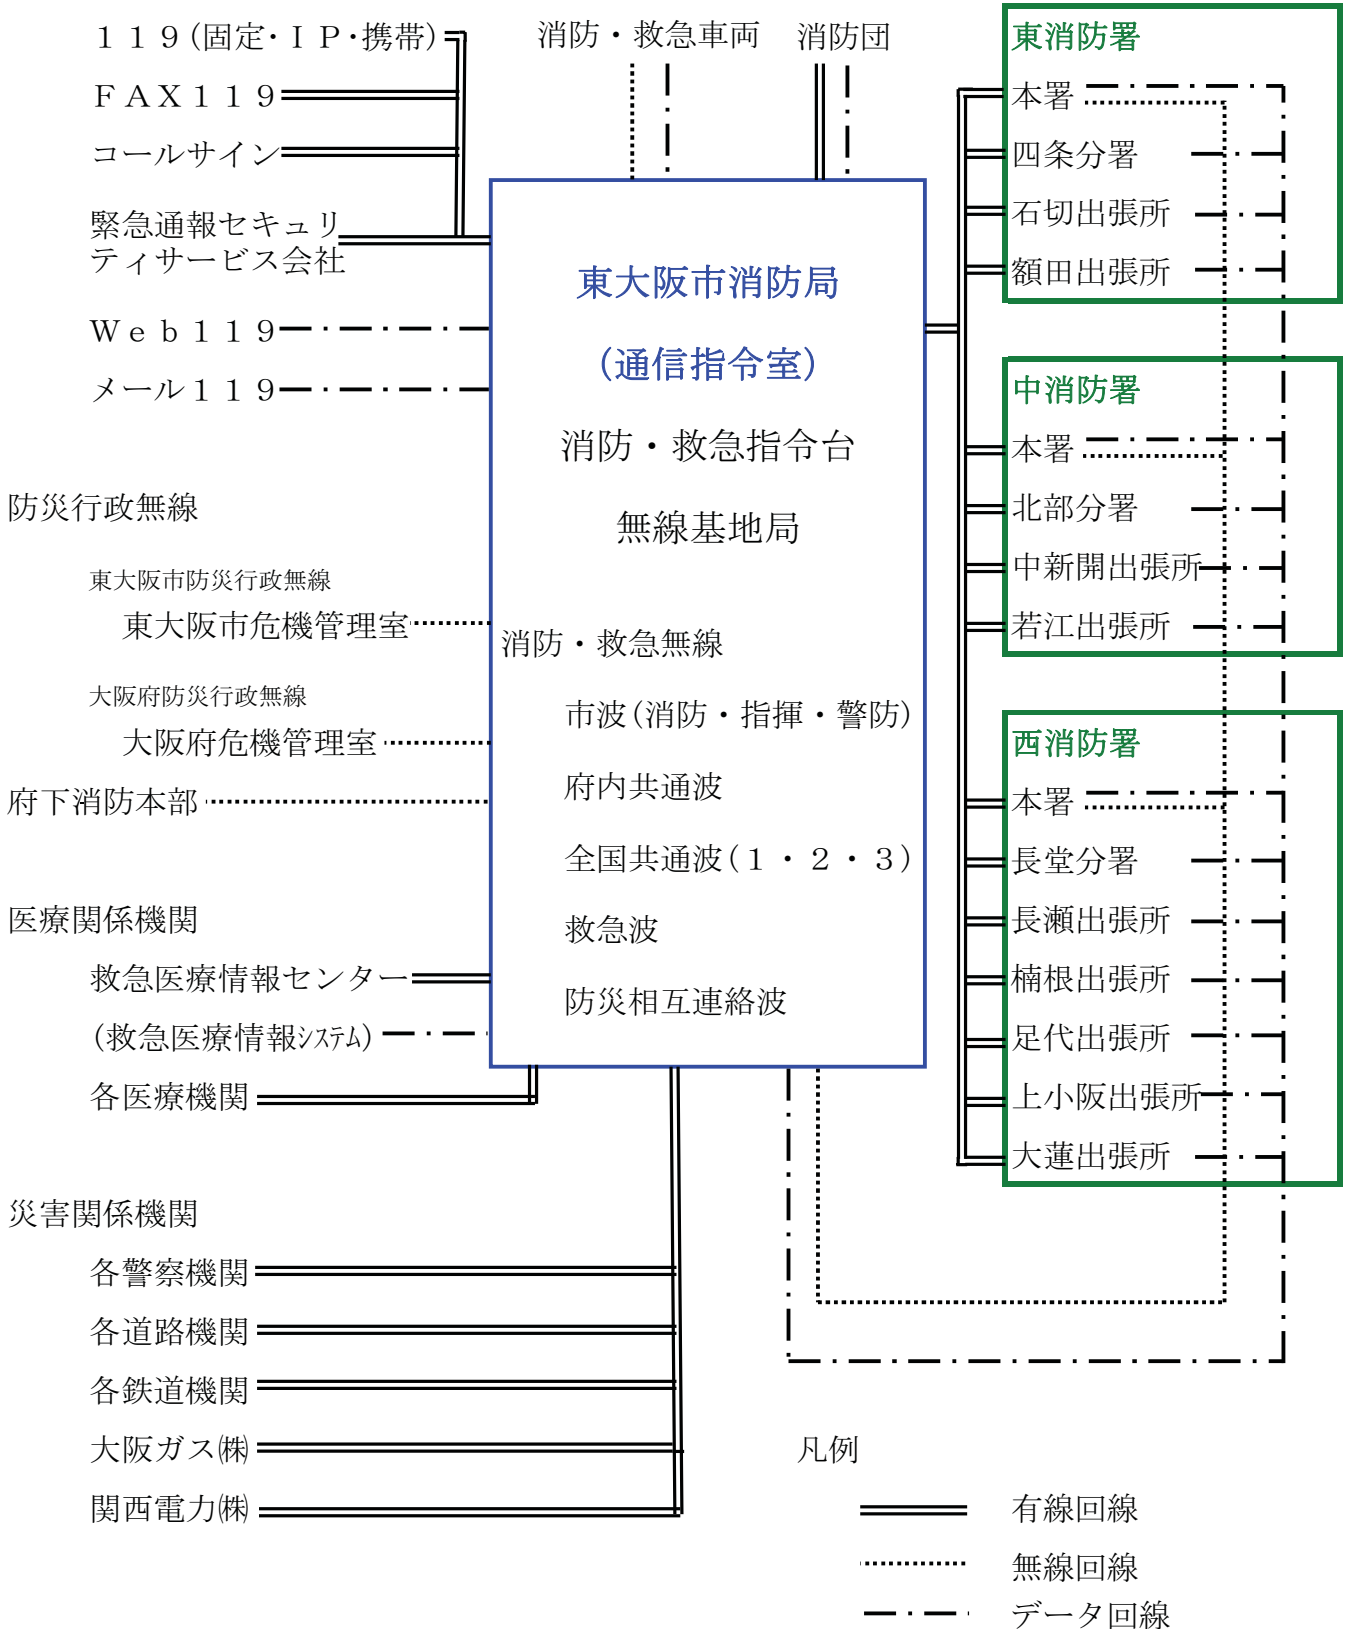 119(固定・IP・携帯)
FAX119
コールサイン
緊急通報セキュリ
ティサービス会社
Web119
メール119
防災行政無線
東大阪市防災行政無線
東大阪市危機管理室
大阪府防災行政無線
大阪府危機管理室
府下消防本部
医療関係機関
救急医療情報センター
(救急医療情報ｼｽﾃﾑ)
各医療機関
災害関係機関
各警察機関
各道路機関
各鉄道機関
大阪ガス㈱
関西電力㈱
消防・救急車両
消防団
東大阪市消防局
(通信指令室)
消防・救急指令台
無線基地局
消防・救急無線
市波(消防・指揮・警防)
府内共通波
全国共通波(1・2・3)
救急波
防災相互連絡波
東消防署
本署
四条分署
石切出張所
額田出張所
中消防署
本署
北部分署
中新開出張所
若江出張所
西消防署
本署
長堂分署
長瀬出張所
楠根出張所
足代出張所
上小阪出張所
大蓮出張所
凡例
有線回線
無線回線
データ回線